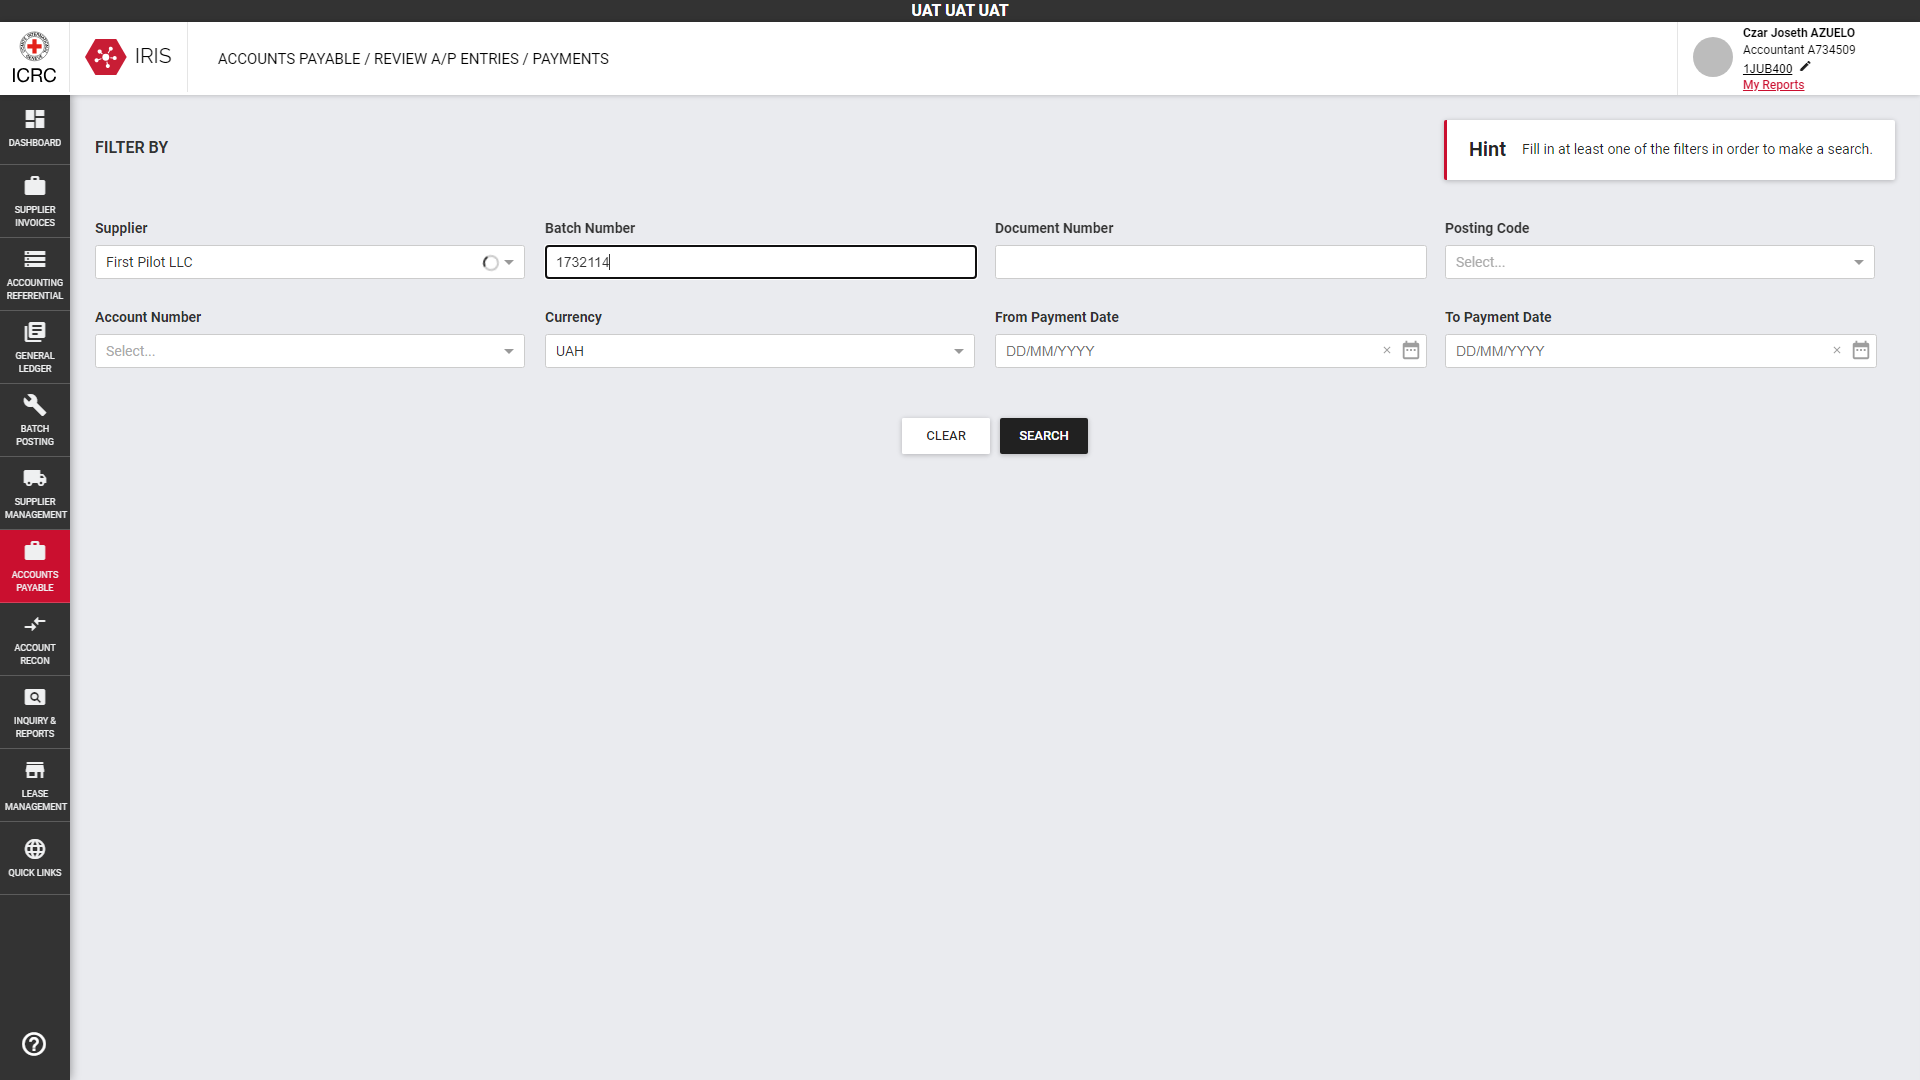 UAT UAT UAT
ICRC
IRIS
ACCOUNTS PAYABLE / REVIEW A/P ENTRIES / PAYMENTS
Czar Joseth AZUELO
Accountant A734509
1JUB400
My Reports
DASHBOARD
SUPPLIER
INVOICES
ACCOUNTING
REFERENTIAL
GENERAL
LEDGER
BATCH
POSTING
SUPPLIER
MANAGEMENT
ACCOUNTS
PAYABLE
ACCOUNT
RECON
INQUIRY &
REPORTS
LEASE
MANAGEMENT
QUICK LINKS
FILTER BY
Hint Fill in at least one of the filters in order to make a search.
Supplier
First Pilot LLC
Batch Number
1732114
Document Number
Posting Code
Select...
Account Number
Select...
Currency
UAH
From Payment Date
DD/MM/YYYY
To Payment Date
DD/MM/YYYY
CLEAR
SEARCH